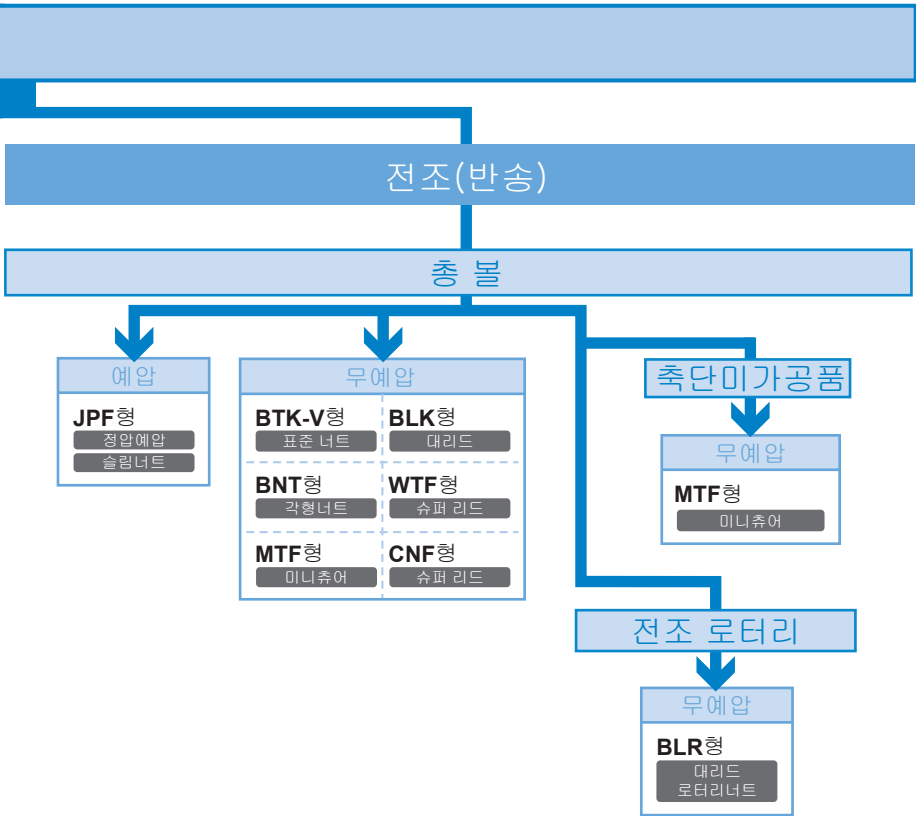 전조(반송)
총 볼
예압
JPF형
정압예압
슬림너트
무예압
BTK-V형
표준 너트
BLK형
대리드
BNT형
각형너트
WTF형
슈퍼 리드
MTF형
미니츄어
CNF형
슈퍼 리드
축단미가공품
무예압
MTF형
미니츄어
전조 로터리
무예압
BLR형
대리드
로터리너트